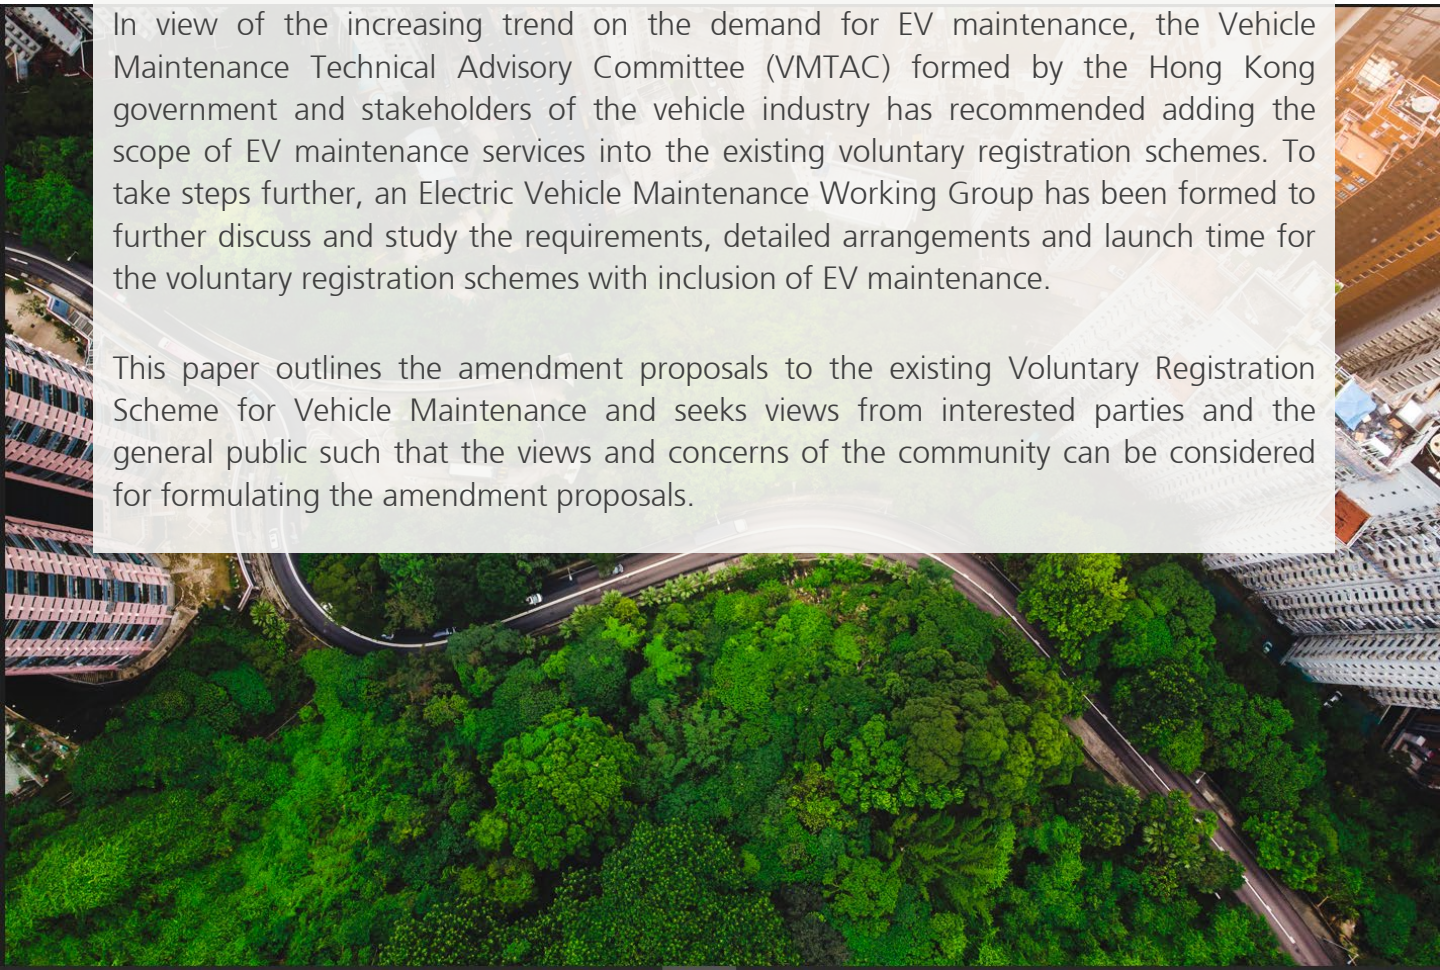 In view of the increasing trend on the demand for EV maintenance, the Vehicle
Maintenance Technical Advisory Committee (VMTAC) formed by the Hong Kong
government and stakeholders of the vehicle industry has recommended adding the
scope of EV maintenance services into the existing voluntary registration schemes. To
take steps further, an Electric Vehicle Maintenance Working Group has been formed to
further discuss and study the requirements, detailed arrangements and launch time for
the voluntary registration schemes with inclusion of EV maintenance.
This paper outlines the amendment proposals to the existing Voluntary Registration
Scheme for Vehicle Maintenance and seeks views from interested parties and the
general public such that the views and concerns of the community can be considered
for formulating the amendment proposals.